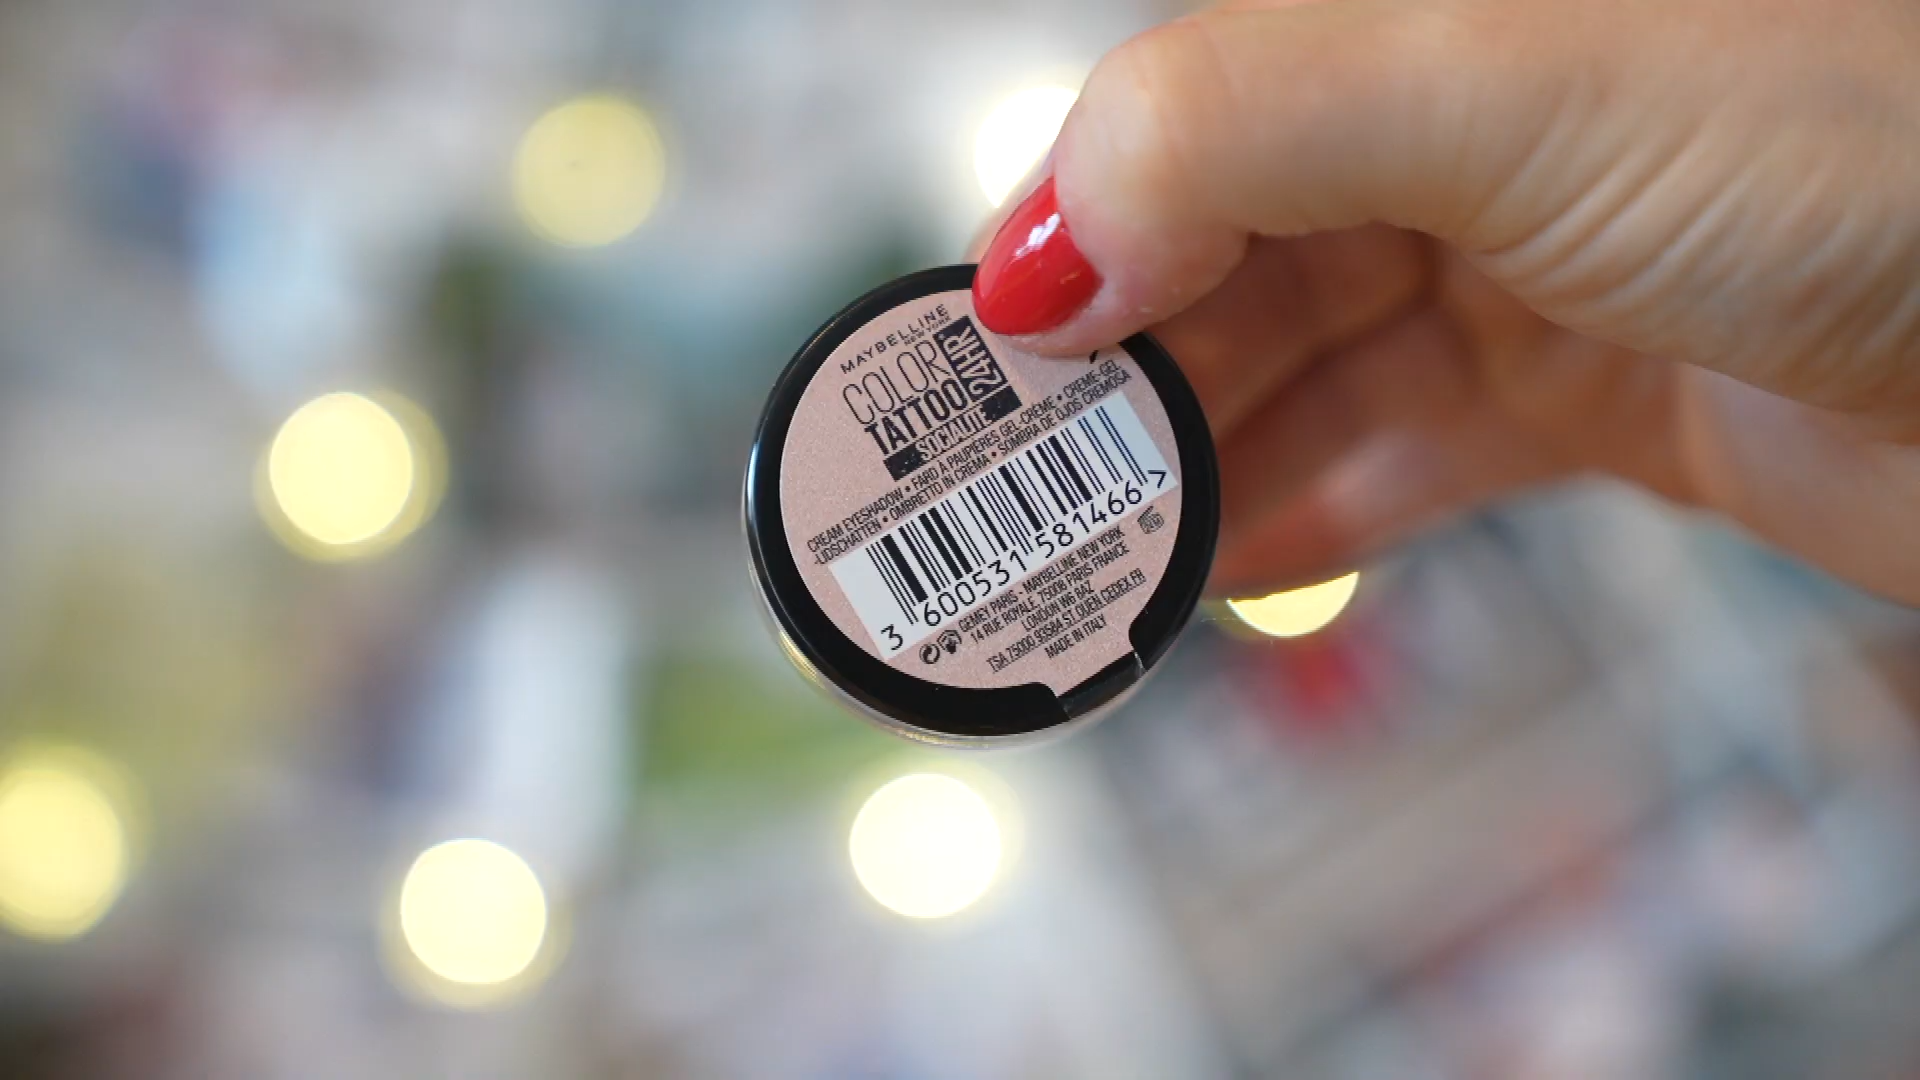 MAYBELLINE
NEW YORK
COLOR
TATTOO
24HR
SOCIALITE
CREAM EYESHADOW • FARD À PAUPIÈRES GEL-CRÈME • CREME-GEL
-LIDSCHATTEN • OMBRETTO IN CREMA • SOMBRA DE OJOS CREMOSA
3 600531 581466 >
GEMEY PARIS - MAYBELLINE NEW YORK
14 RUE ROYALE, 75008 PARIS FRANCE
LONDON W6 8AZ
TSA 75000 93584 ST.OUEN CEDEX FR
MADE IN ITALY